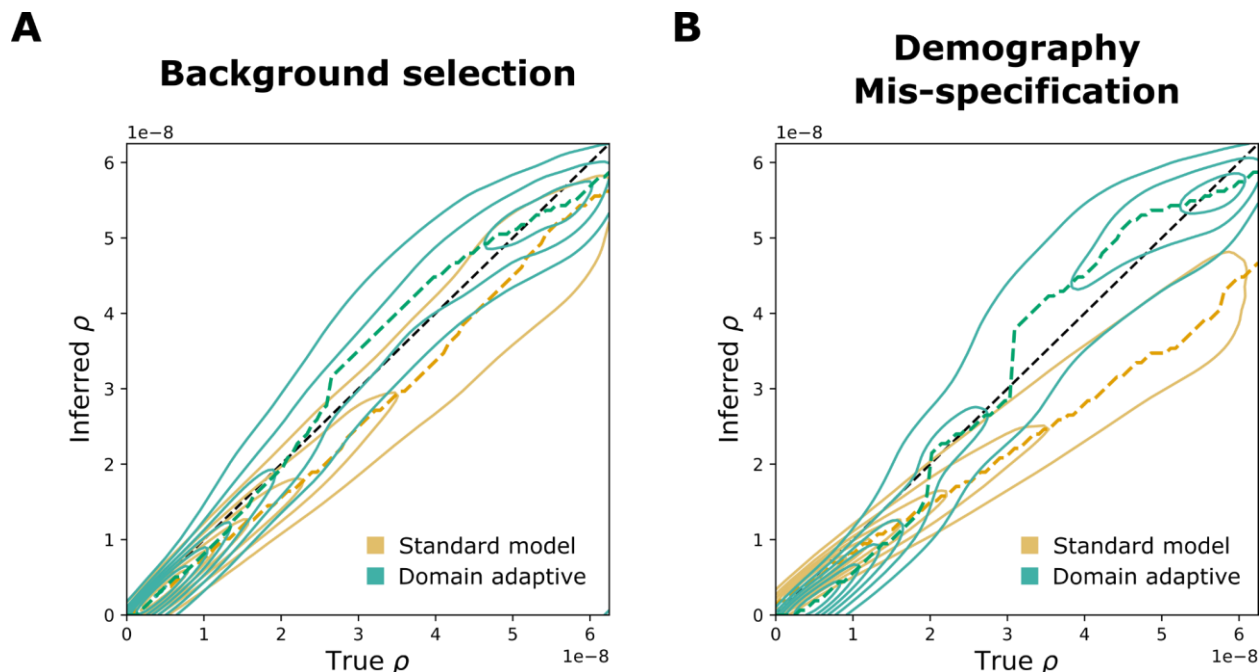 A
Background selection
1e−8
6
5
4
3
2
1
0
Inferred ρ
Standard model
Domain adaptive
0 1 2 3 4 5 6
True ρ
1e−8
B
Demography
Mis-specification
1e−8
6
5
4
3
2
1
0
Inferred ρ
Standard model
Domain adaptive
0 1 2 3 4 5 6
True ρ
1e−8